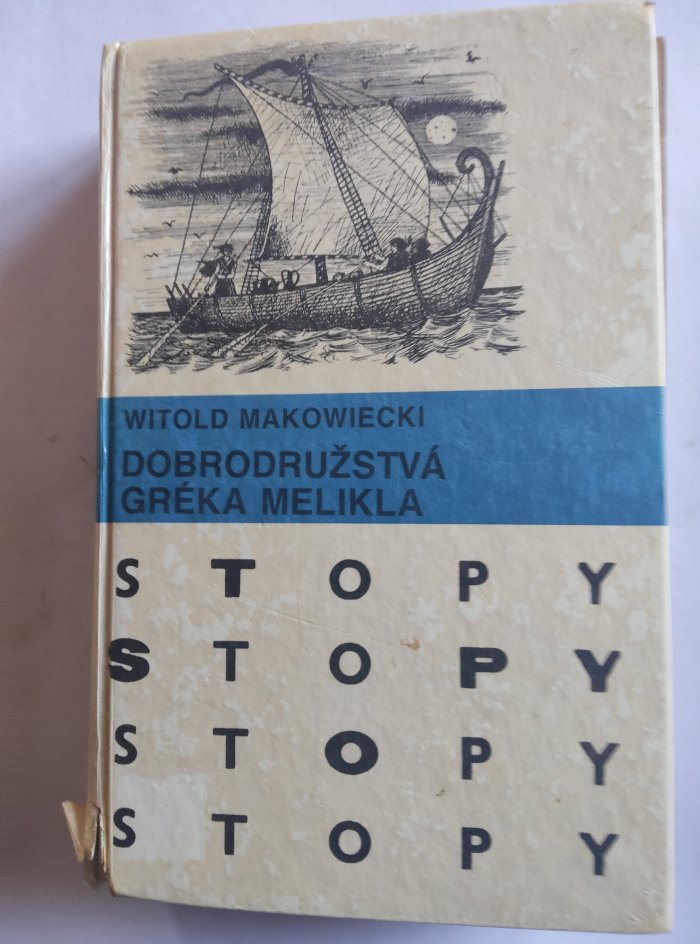 WITOLD MAKOWIECKI
DOBRODRUŽSTVÁ
GRÉKA MELIKLA
S T O P Y
S T O P Y
S T O P Y
S T O P Y